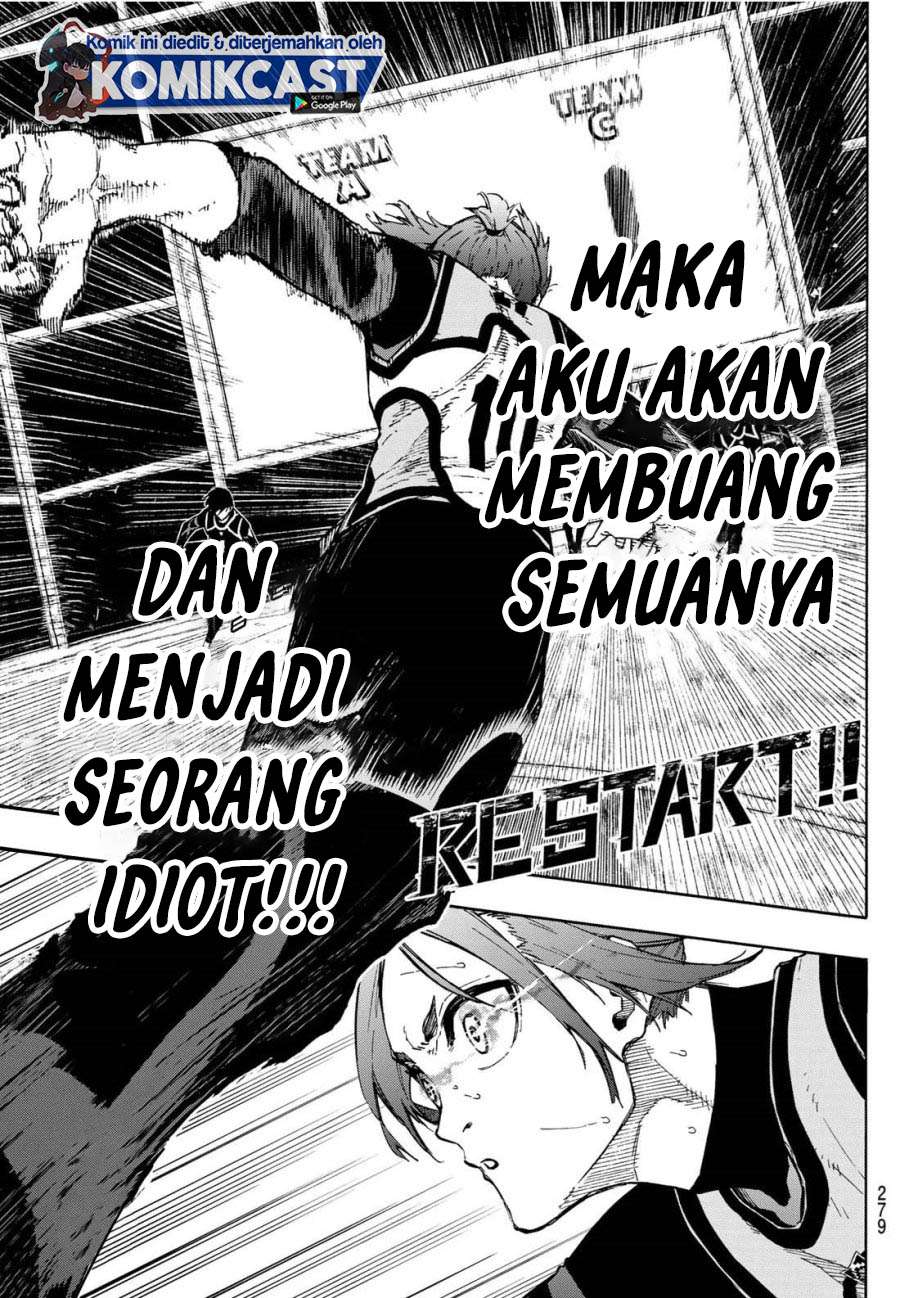 Komik ini diedit & diterjemahkan oleh
KOMIKCAST
GET IT ON
Google Play
TEAM
A
TEAM
C
10
MAKA
AKU AKAN
MEMBUANG
SEMUANYA
DAN
MENJADI
SEORANG
IDIOT!!!
RESTART!!
279